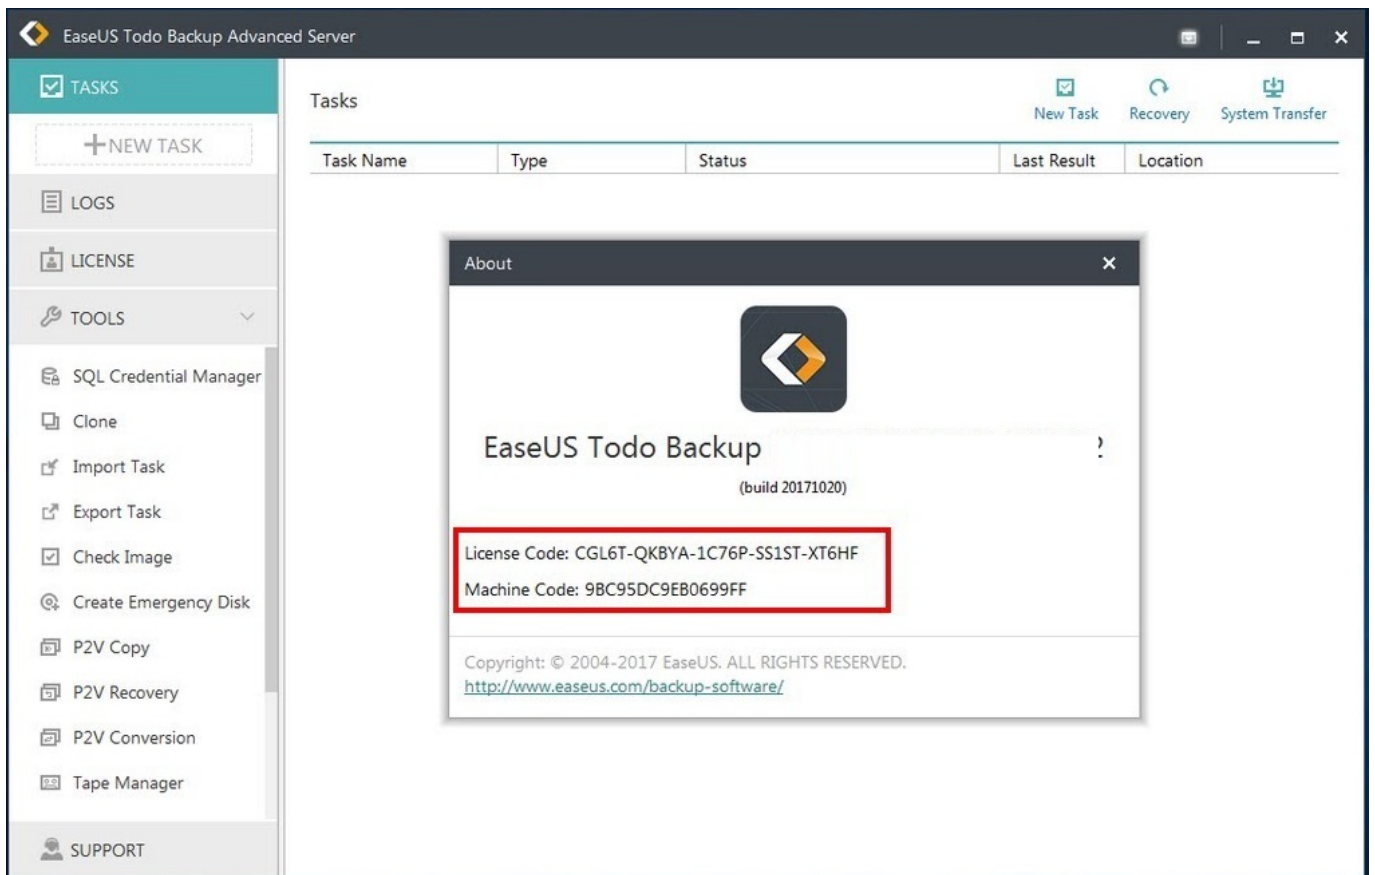 EaseUS Todo Backup Advanced Server
TASKS
NEW TASK
LOGS
LICENSE
TOOLS
SQL Credential Manager
Clone
Import Task
Export Task
Check Image
Create Emergency Disk
P2V Copy
P2V Recovery
P2V Conversion
Tape Manager
SUPPORT
Tasks
New Task Recovery System Transfer
Task Name Type Status Last Result Location
About
EaseUS Todo Backup
(build 20171020)
License Code: CGL6T-QKBYA-1C76P-SS1ST-XT6HF
Machine Code: 9BC95DC9EB0699FF
Copyright: © 2004-2017 EaseUS. ALL RIGHTS RESERVED.
http://www.easeus.com/backup-software/